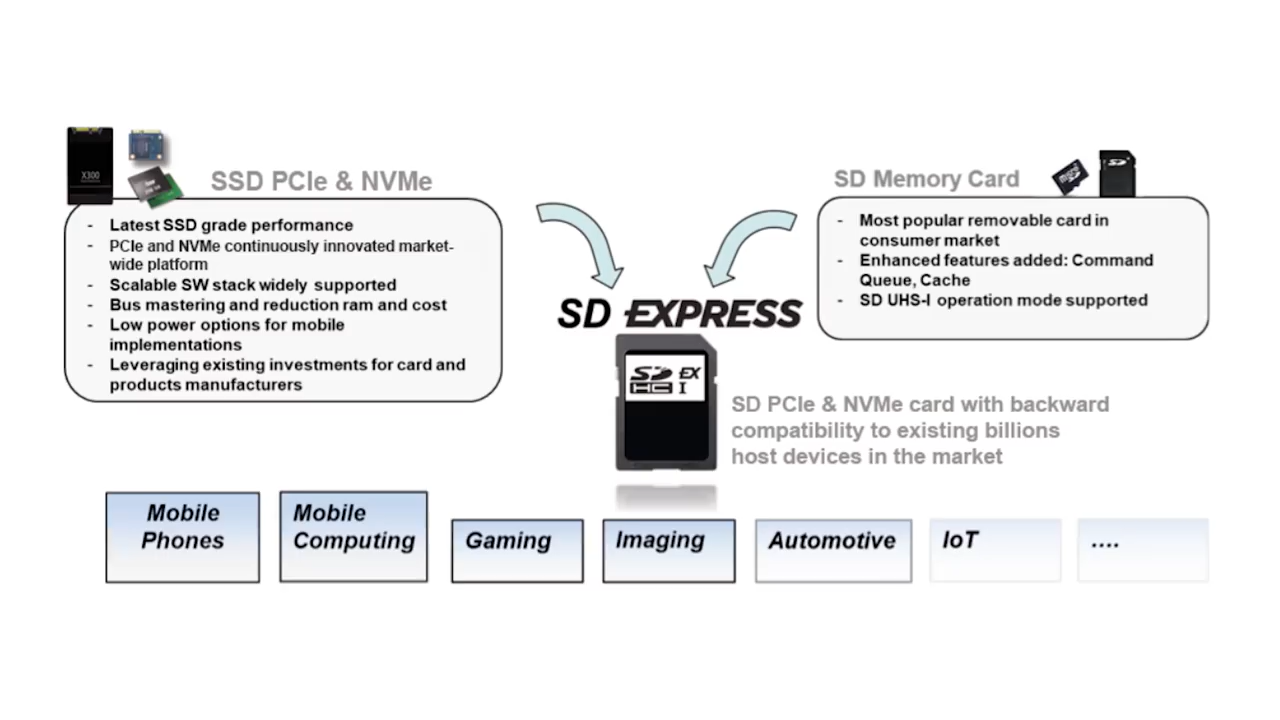 X300
SSD PCIe & NVMe
- Latest SSD grade performance
- PCIe and NVMe continuously innovated market-
wide platform
- Scalable SW stack widely supported
- Bus mastering and reduction ram and cost
- Low power options for mobile
implementations
- Leveraging existing investments for card and
products manufacturers
SD Memory Card
micro SD
SD
- Most popular removable card in
consumer market
- Enhanced features added: Command
Queue, Cache
- SD UHS-I operation mode supported
SD EXPRESS
SD EX
HC I
SD PCIe & NVMe card with backward
compatibility to existing billions
host devices in the market
Mobile
Phones
Mobile
Computing
Gaming
Imaging
Automotive
IoT
....